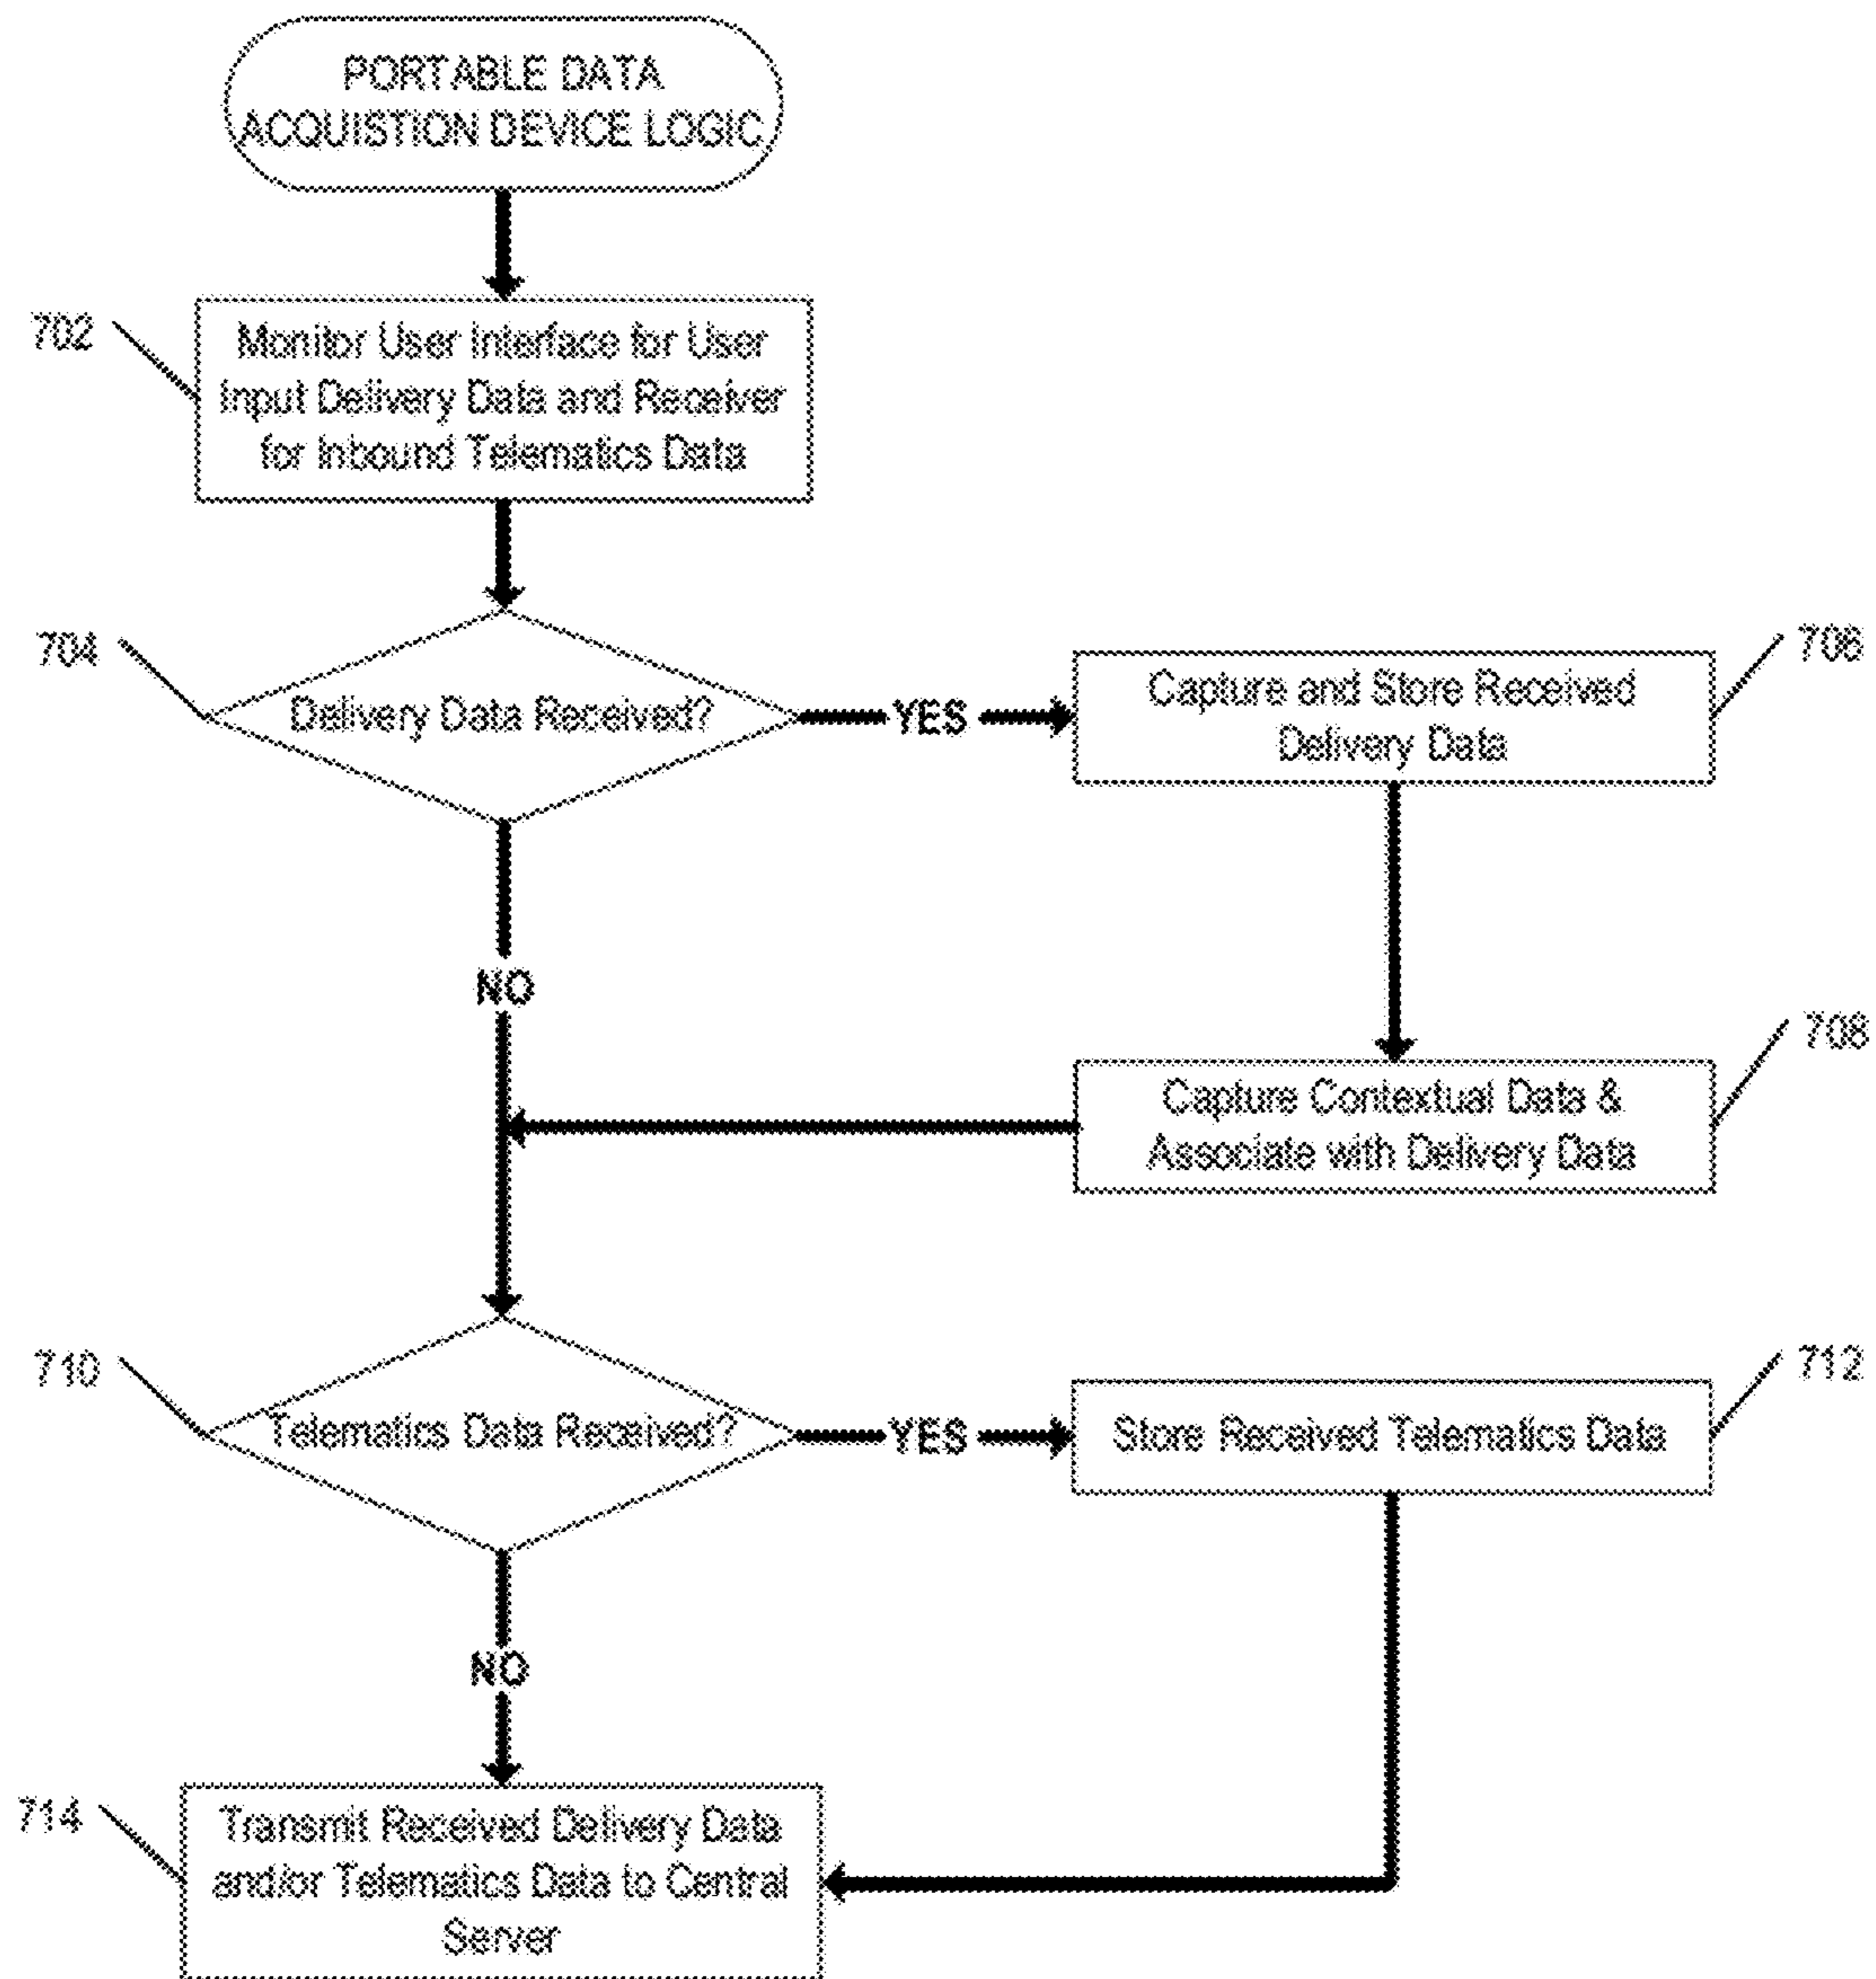 PORTABLE DATA
ACQUISTION DEVICE LOGIC
702
Monitor User Interface for User
Input Delivery Data and Receiver
for Inbound Telematics Data
704
Delivery Data Received?
YES
Capture and Store Received
Delivery Data
706
NO
Capture Contextual Data &
Associate with Delivery Data
708
710
Telematics Data Received?
YES
Store Received Telematics Data
712
NO
714
Transmit Received Delivery Data
and/or Telematics Data to Central
Server